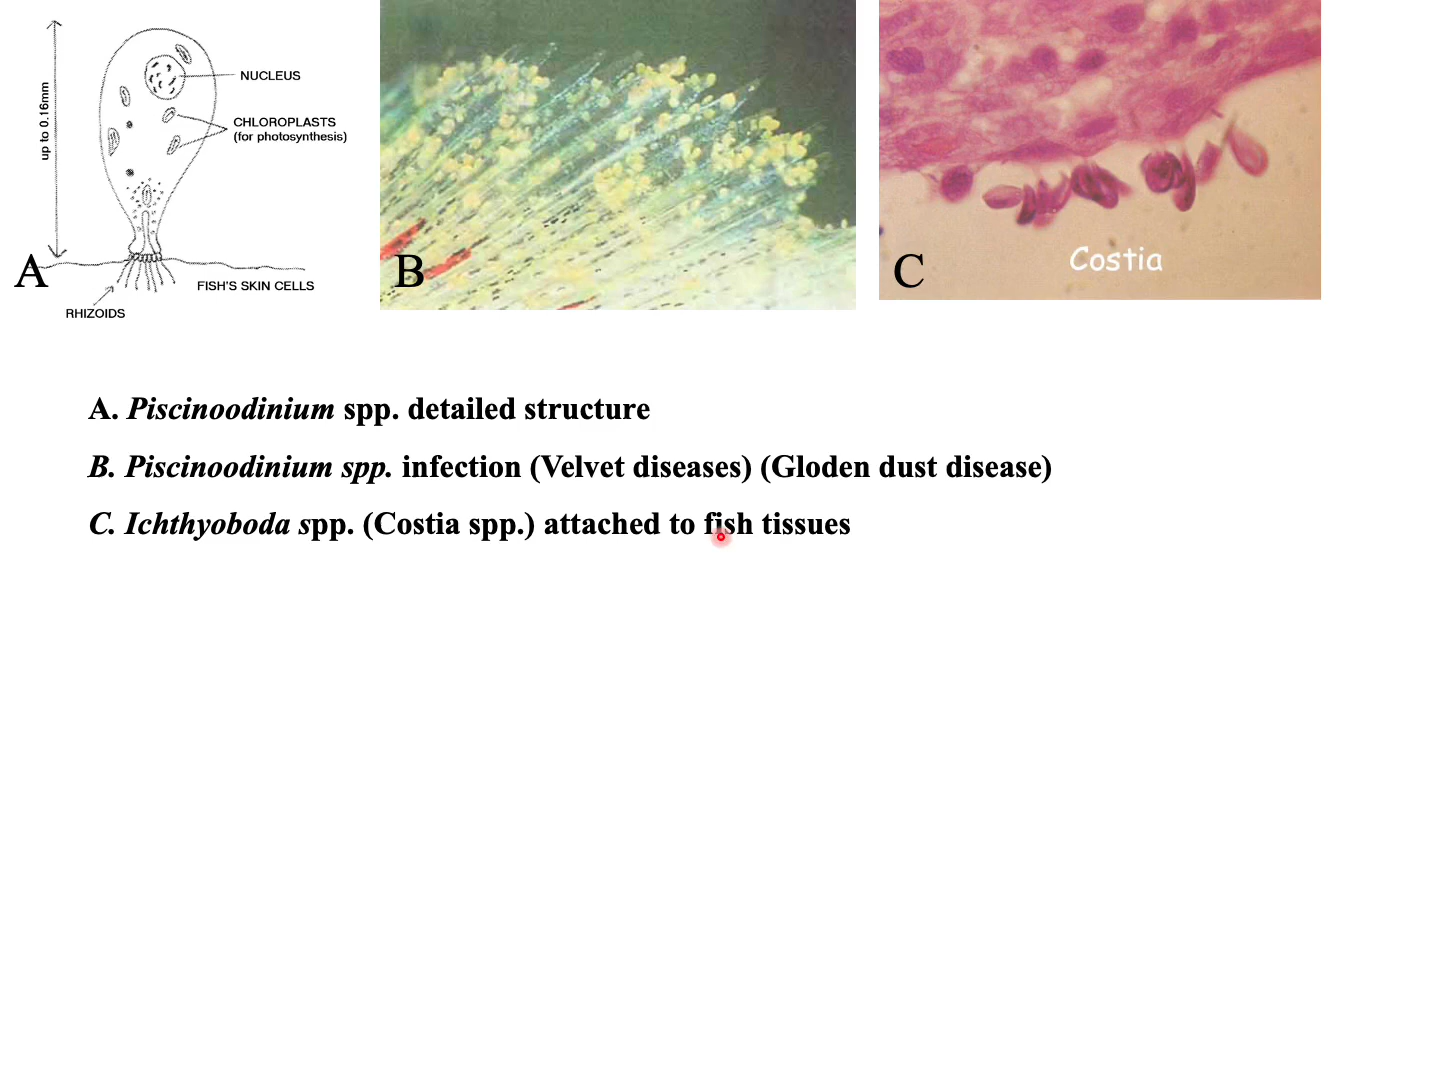 up to 0.16mm
NUCLEUS
CHLOROPLASTS
(for photosynthesis)
FISH'S SKIN CELLS
RHIZOIDS
A
B
C
Costia
A. Piscinoodinium spp. detailed structure
B. Piscinoodinium spp. infection (Velvet diseases) (Gloden dust disease)
C. Ichthyoboda spp. (Costia spp.) attached to fish tissues